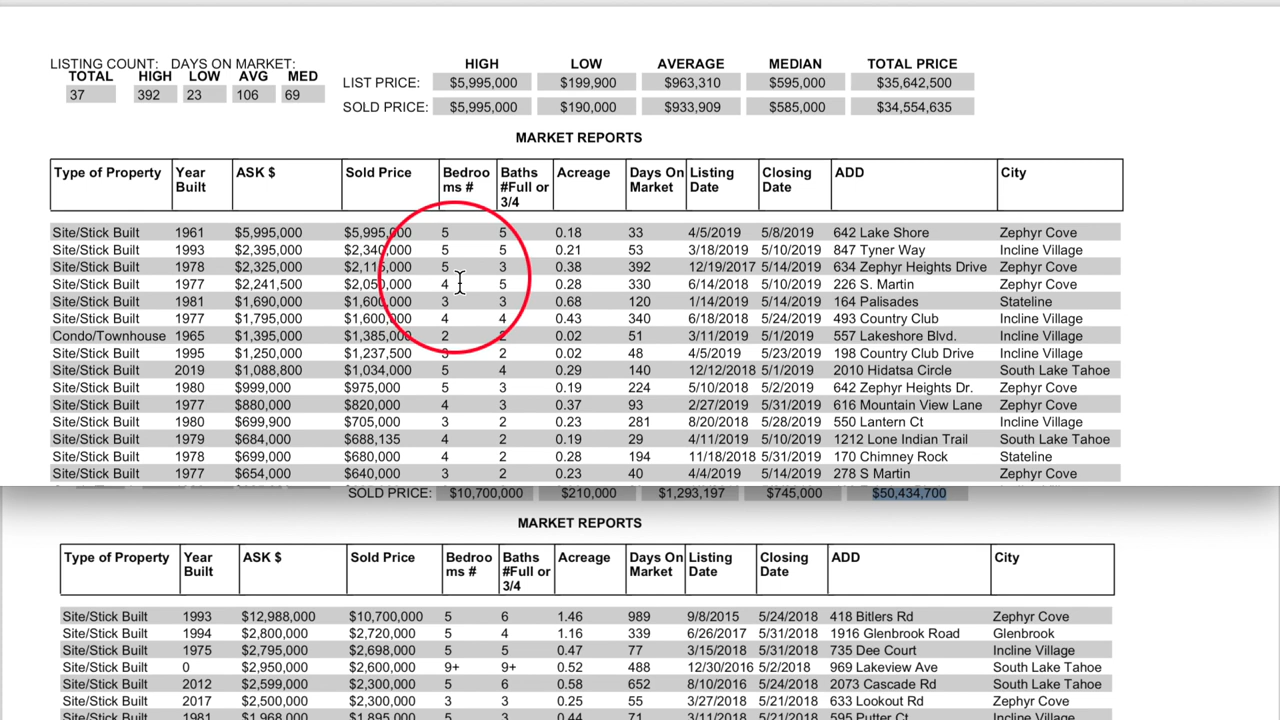 LISTING COUNT: DAYS ON MARKET:
HIGH LOW AVERAGE MEDIAN TOTAL PRICE
TOTAL HIGH LOW AVG MED
LIST PRICE: $5,995,000 $199,900 $963,310 $595,000 $35,642,500
37 392 23 106 69
SOLD PRICE: $5,995,000 $190,000 $933,909 $585,000 $34,554,635
MARKET REPORTS
Type of Property Year Built ASK $ Sold Price Bedroo ms # Baths #Full or 3/4 Acreage Days On Market Listing Date Closing Date ADD City
Site/Stick Built 1961 $5,995,000 $5,995,000 5 5 0.18 33 4/5/2019 5/8/2019 642 Lake Shore Zephyr Cove
Site/Stick Built 1993 $2,395,000 $2,340,000 5 5 0.21 53 3/18/2019 5/10/2019 847 Tyner Way Incline Village
Site/Stick Built 1978 $2,325,000 $2,115,000 5 3 0.38 392 12/19/2017 5/14/2019 634 Zephyr Heights Drive Zephyr Cove
Site/Stick Built 1977 $2,241,500 $2,050,000 4 5 0.28 330 6/14/2018 5/10/2019 226 S. Martin Zephyr Cove
Site/Stick Built 1981 $1,690,000 $1,600,000 3 3 0.68 120 1/14/2019 5/14/2019 164 Palisades Stateline
Site/Stick Built 1977 $1,795,000 $1,600,000 4 4 0.43 340 6/18/2018 5/24/2019 493 Country Club Incline Village
Condo/Townhouse 1965 $1,395,000 $1,385,000 2 2 0.02 51 3/11/2019 5/1/2019 557 Lakeshore Blvd. Incline Village
Site/Stick Built 1995 $1,250,000 $1,237,500 3 2 0.02 48 4/5/2019 5/23/2019 198 Country Club Drive Incline Village
Site/Stick Built 2019 $1,088,800 $1,034,000 5 4 0.29 140 12/12/2018 5/1/2019 2010 Hidatsa Circle South Lake Tahoe
Site/Stick Built 1980 $999,000 $975,000 5 3 0.19 224 5/10/2018 5/2/2019 642 Zephyr Heights Dr. Zephyr Cove
Site/Stick Built 1977 $880,000 $820,000 4 3 0.37 93 2/27/2019 5/31/2019 616 Mountain View Lane Zephyr Cove
Site/Stick Built 1980 $699,900 $705,000 3 2 0.23 281 8/20/2018 5/28/2019 550 Lantern Ct Incline Village
Site/Stick Built 1979 $684,000 $688,135 4 2 0.19 29 4/11/2019 5/10/2019 1212 Lone Indian Trail South Lake Tahoe
Site/Stick Built 1978 $699,000 $680,000 4 2 0.28 194 11/18/2018 5/31/2019 170 Chimney Rock Stateline
Site/Stick Built 1977 $654,000 $640,000 3 2 0.23 40 4/4/2019 5/14/2019 278 S Martin Zephyr Cove
SOLD PRICE: $10,700,000 $210,000 $1,293,197 $745,000 $50,434,700
MARKET REPORTS
Type of Property Year Built ASK $ Sold Price Bedroo ms # Baths #Full or 3/4 Acreage Days On Market Listing Date Closing Date ADD City
Site/Stick Built 1993 $12,988,000 $10,700,000 5 6 1.46 989 9/8/2015 5/24/2018 418 Bitlers Rd Zephyr Cove
Site/Stick Built 1994 $2,800,000 $2,720,000 5 4 1.16 339 6/26/2017 5/31/2018 1916 Glenbrook Road Glenbrook
Site/Stick Built 1975 $2,795,000 $2,698,000 5 5 0.47 77 3/15/2018 5/31/2018 735 Dee Court Incline Village
Site/Stick Built 0 $2,950,000 $2,600,000 9+ 9+ 0.52 488 12/30/2016 5/2/2018 969 Lakeview Ave South Lake Tahoe
Site/Stick Built 2012 $2,599,000 $2,300,000 5 6 0.58 652 8/10/2016 5/24/2018 2073 Cascade Rd South Lake Tahoe
Site/Stick Built 2017 $2,500,000 $2,300,000 3 3 0.25 55 3/27/2018 5/21/2018 633 Lookout Rd Zephyr Cove
Site/Stick Built 1981 $1,968,000 $1,895,000 5 3 0.44 71 3/11/2018 5/21/2018 595 Putter Ct Incline Village